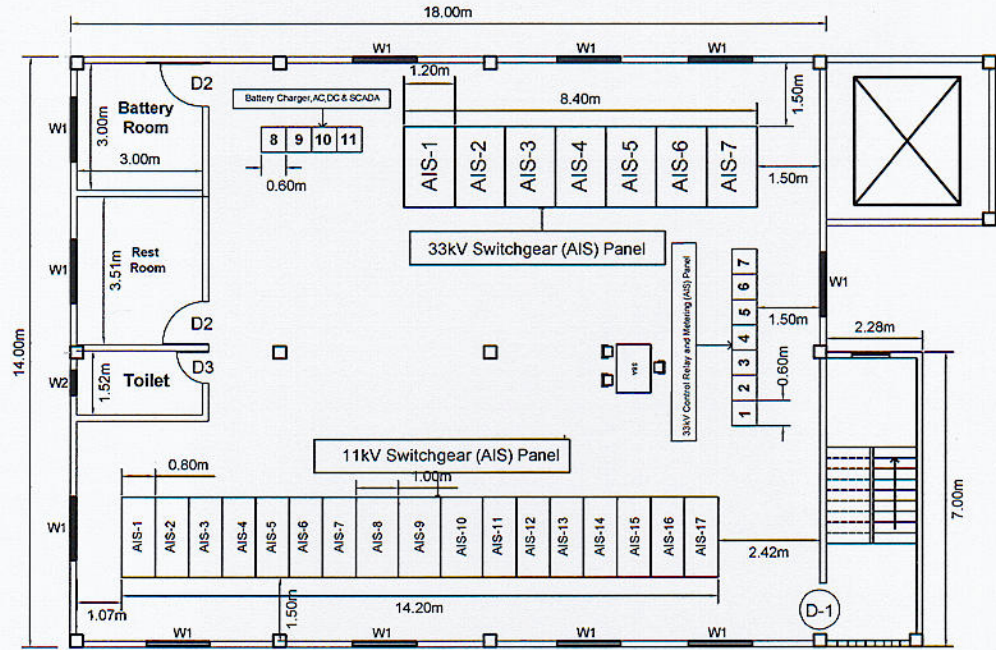 18.00m
W1
W1
W1
D2
1.20m
8.40m
1.50m
Battery Charger,AC,DC & SCADA
Battery
Room
3.00m
3.00m
W1
8 9 10 11
0.60m
AIS-1 AIS-2 AIS-3 AIS-4 AIS-5 AIS-6 AIS-7
1.50m
33kV Switchgear (AIS) Panel
Rest
Room
3.51m
W1
D2
33kV Control Relay and Metering (AIS) Panel
7
6
5
4
3
2
1
W1
1.50m
0.60m
2.28m
14.00m
W2
1.52m
Toilet
D3
11kV Switchgear (AIS) Panel
0.80m
1.00m
W1
AIS-1 AIS-2 AIS-3 AIS-4 AIS-5 AIS-6 AIS-7 AIS-8 AIS-9 AIS-10 AIS-11 AIS-12 AIS-13 AIS-14 AIS-15 AIS-16 AIS-17
2.42m
7.00m
1.07m
1.50m
14.20m
D-1
W1
W1
W1
W1